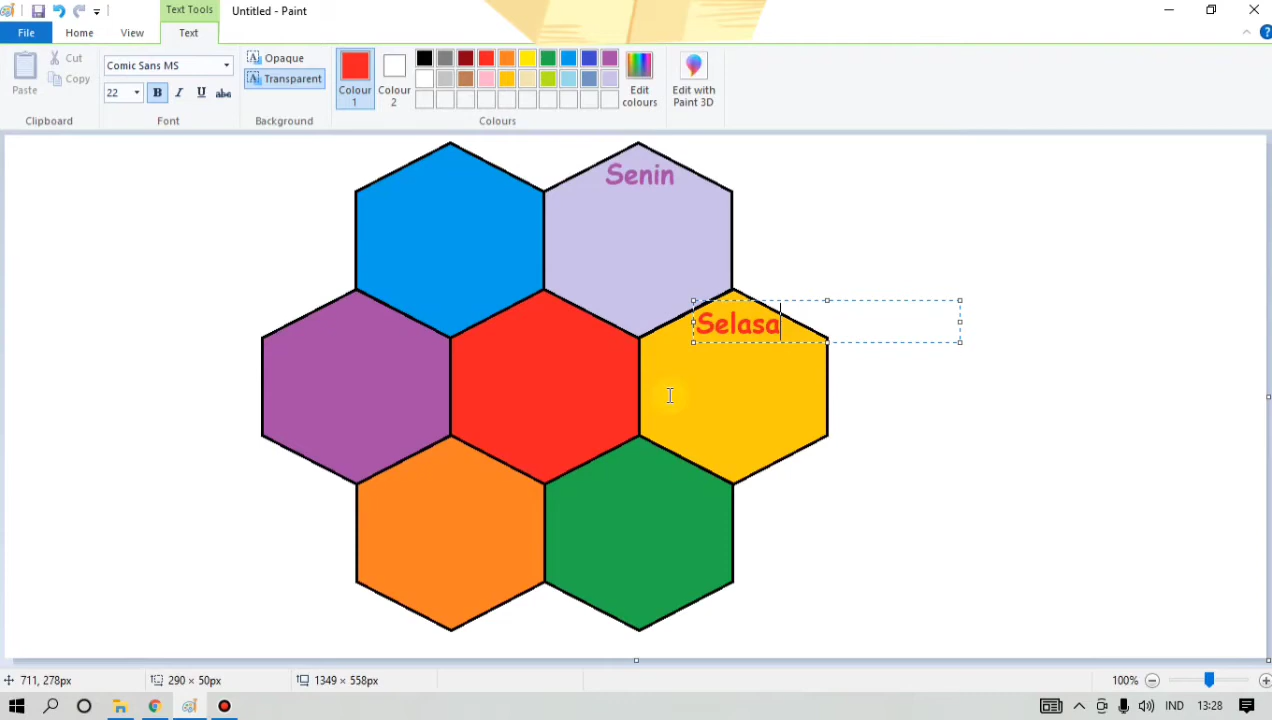 Text Tools
Untitled - Paint
File
Home
View
Text
Paste
Cut
Copy
Clipboard
Comic Sans MS
22
B
I
U
abc
Font
Opaque
Transparent
Background
Colour 1
Colour 2
Edit colours
Colours
Edit with Paint 3D
Senin
Selasa
711, 278px
290 × 50px
1349 × 558px
100%
IND
13:28